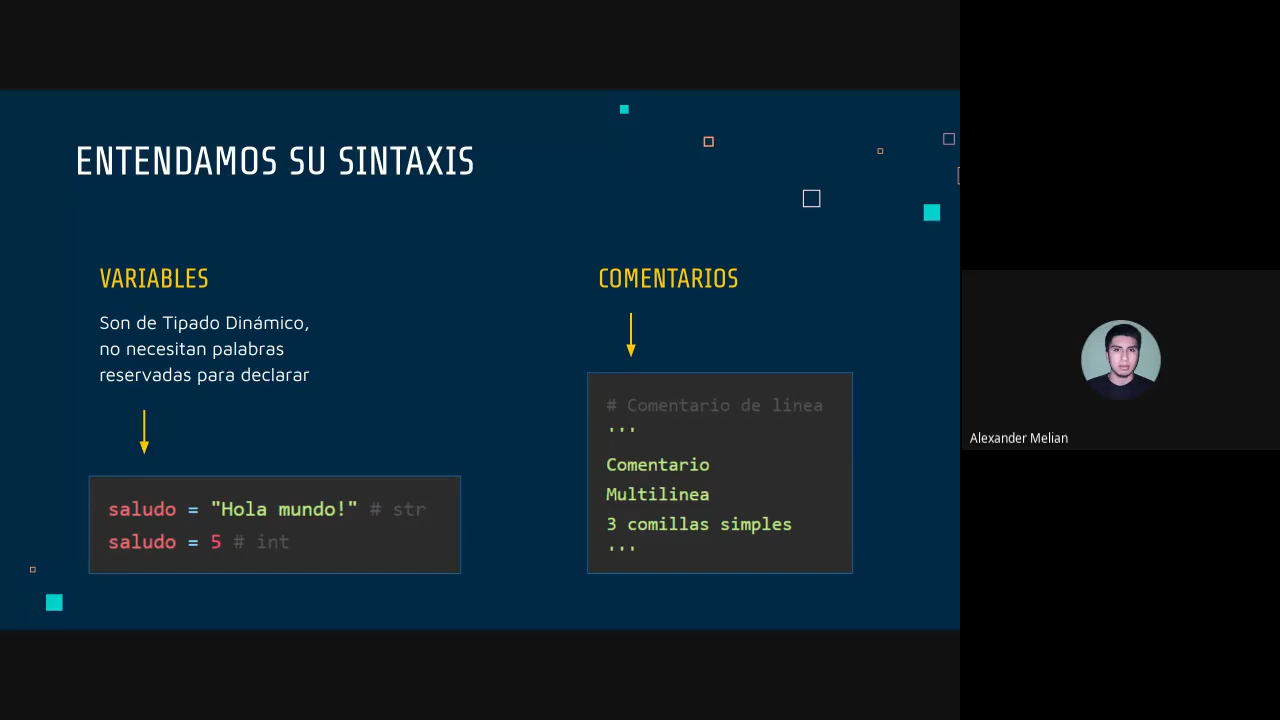 ENTENDAMOS SU SINTAXIS
VARIABLES
Son de Tipado Dinámico,
no necesitan palabras
reservadas para declarar
saludo = "Hola mundo!" # str
saludo = 5 # int
COMENTARIOS
# Comentario de linea
'''
Comentario
Multilinea
3 comillas simples
'''
Alexander Melian